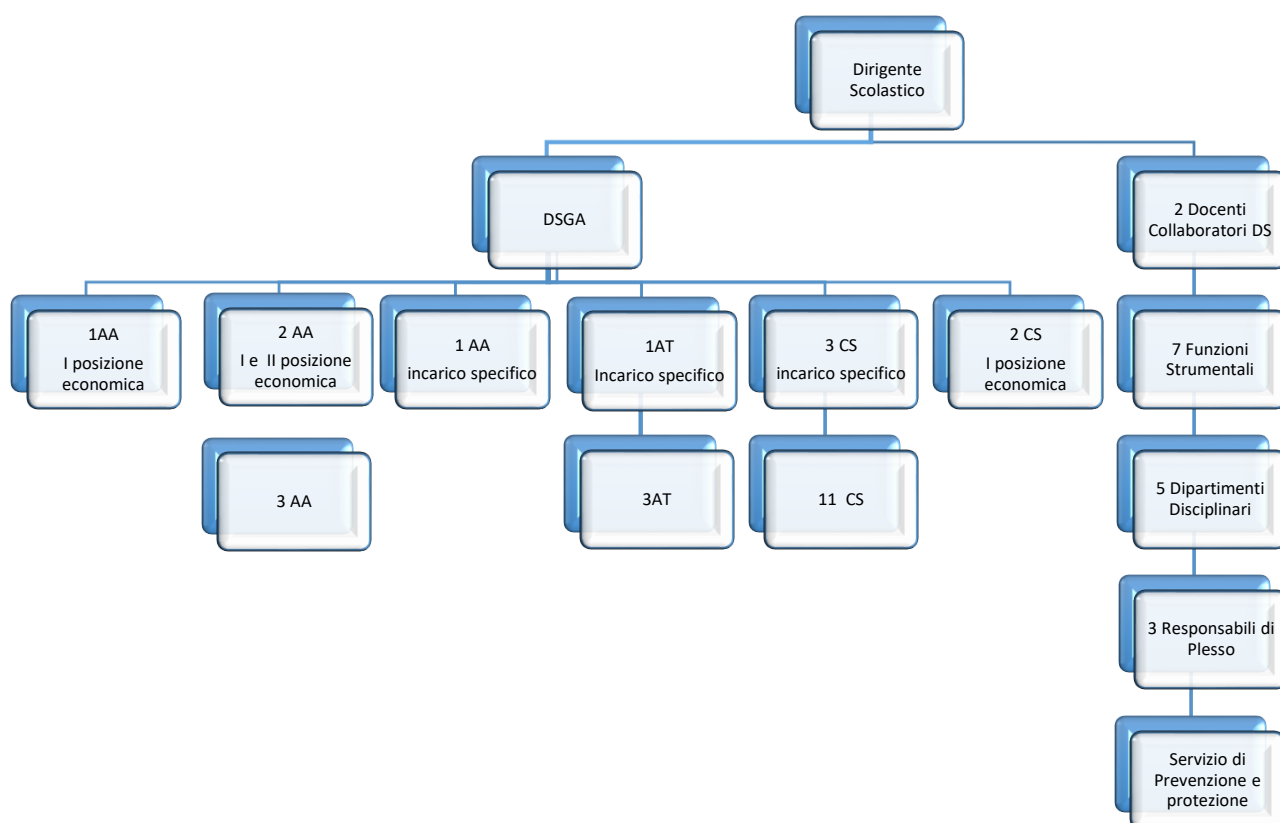 Dirigente
Scolastico
DSGA
2 Docenti
Collaboratori DS
1AA
I posizione
economica
2 AA
I e II posizione
economica
1 AA
incarico specifico
1AT
Incarico specifico
3 CS
incarico specifico
2 CS
I posizione
economica
7 Funzioni
Strumentali
3 AA
3AT
11 CS
5 Dipartimenti
Disciplinari
3 Responsabili di
Plesso
Servizio di
Prevenzione e
protezione